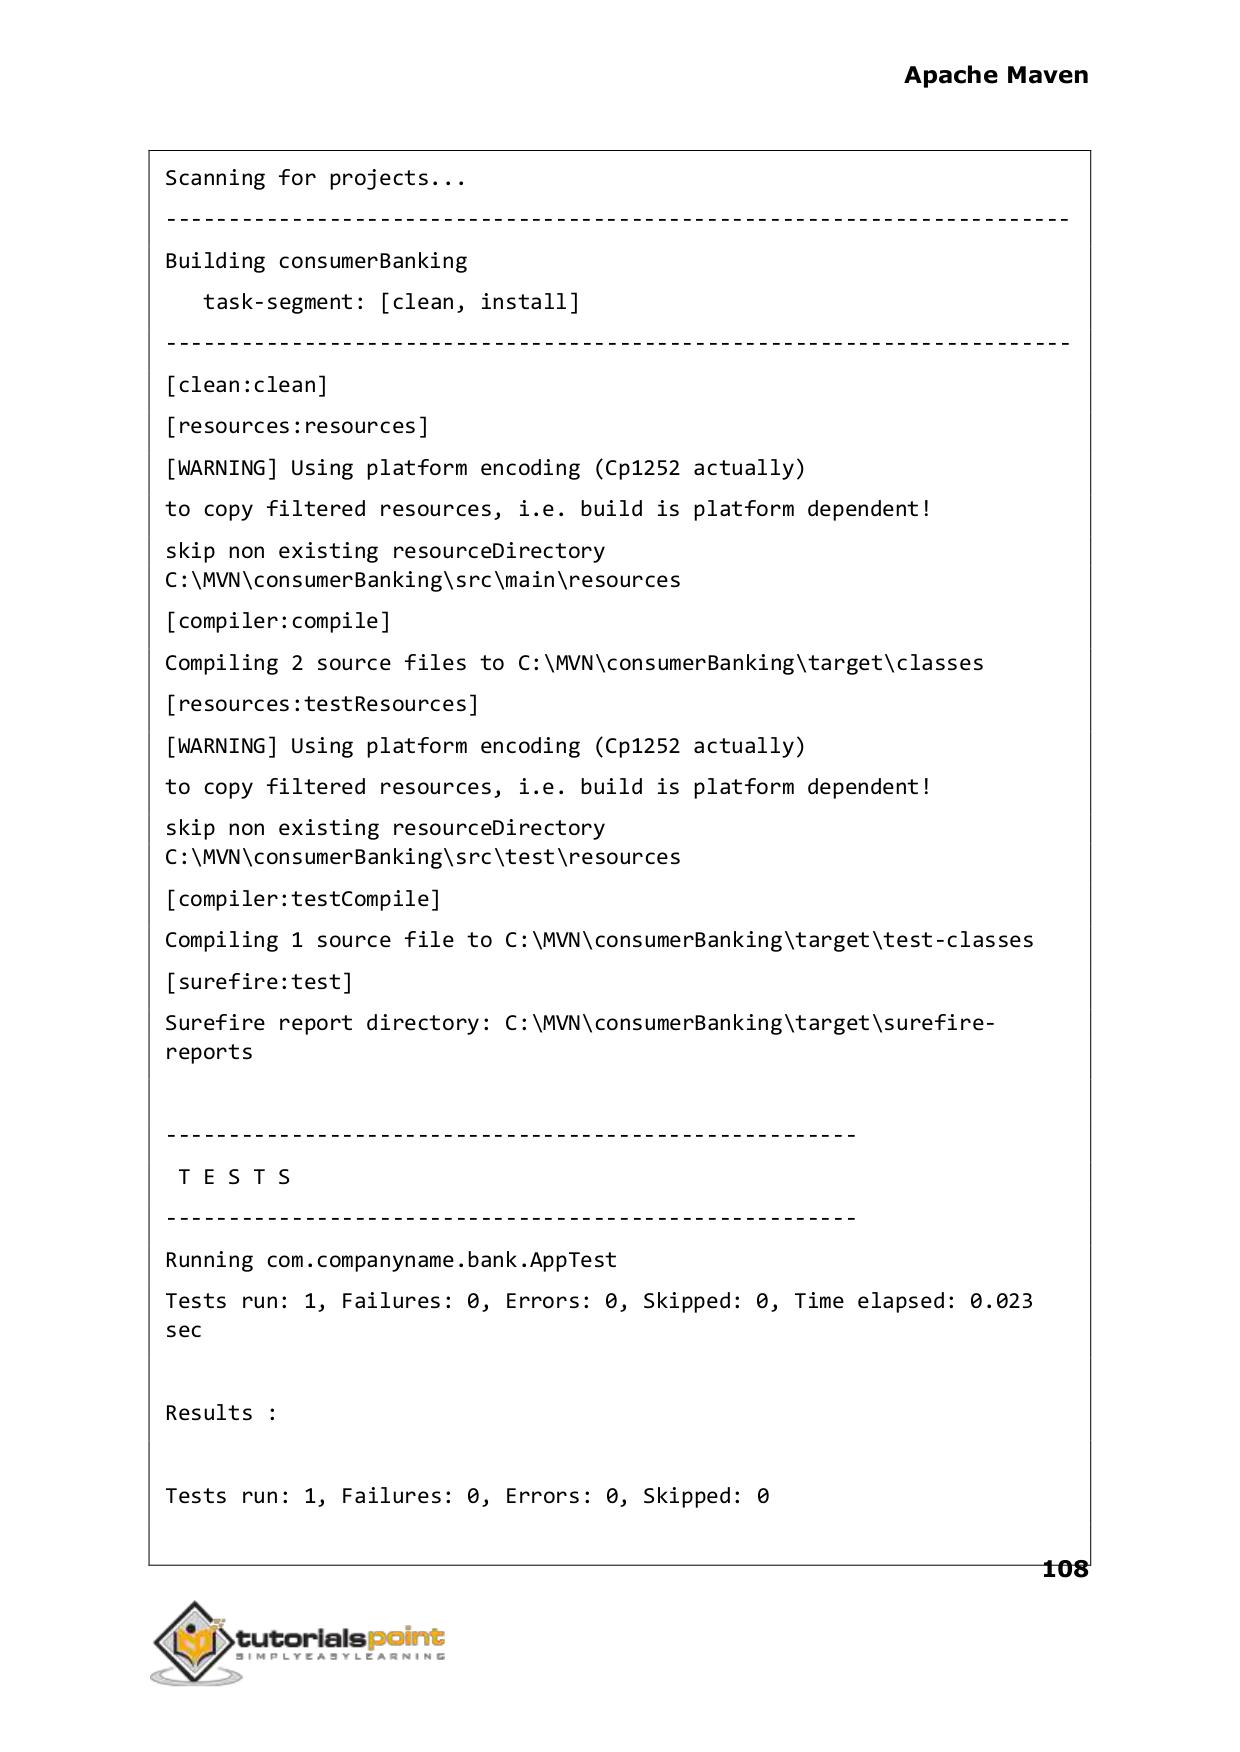 Apache Maven
Scanning for projects...
------------------------------------------------------------------------
Building consumerBanking
   task-segment: [clean, install]
------------------------------------------------------------------------
[clean:clean]
[resources:resources]
[WARNING] Using platform encoding (Cp1252 actually)
to copy filtered resources, i.e. build is platform dependent!
skip non existing resourceDirectory
C:\MVN\consumerBanking\src\main\resources
[compiler:compile]
Compiling 2 source files to C:\MVN\consumerBanking\target\classes
[resources:testResources]
[WARNING] Using platform encoding (Cp1252 actually)
to copy filtered resources, i.e. build is platform dependent!
skip non existing resourceDirectory
C:\MVN\consumerBanking\src\test\resources
[compiler:testCompile]
Compiling 1 source file to C:\MVN\consumerBanking\target\test-classes
[surefire:test]
Surefire report directory: C:\MVN\consumerBanking\target\surefire-
reports
-------------------------------------------------------
 T E S T S
-------------------------------------------------------
Running com.companyname.bank.AppTest
Tests run: 1, Failures: 0, Errors: 0, Skipped: 0, Time elapsed: 0.023
sec
Results :
Tests run: 1, Failures: 0, Errors: 0, Skipped: 0
108
tutorialspoint
SIMPLYEASYLEARNING